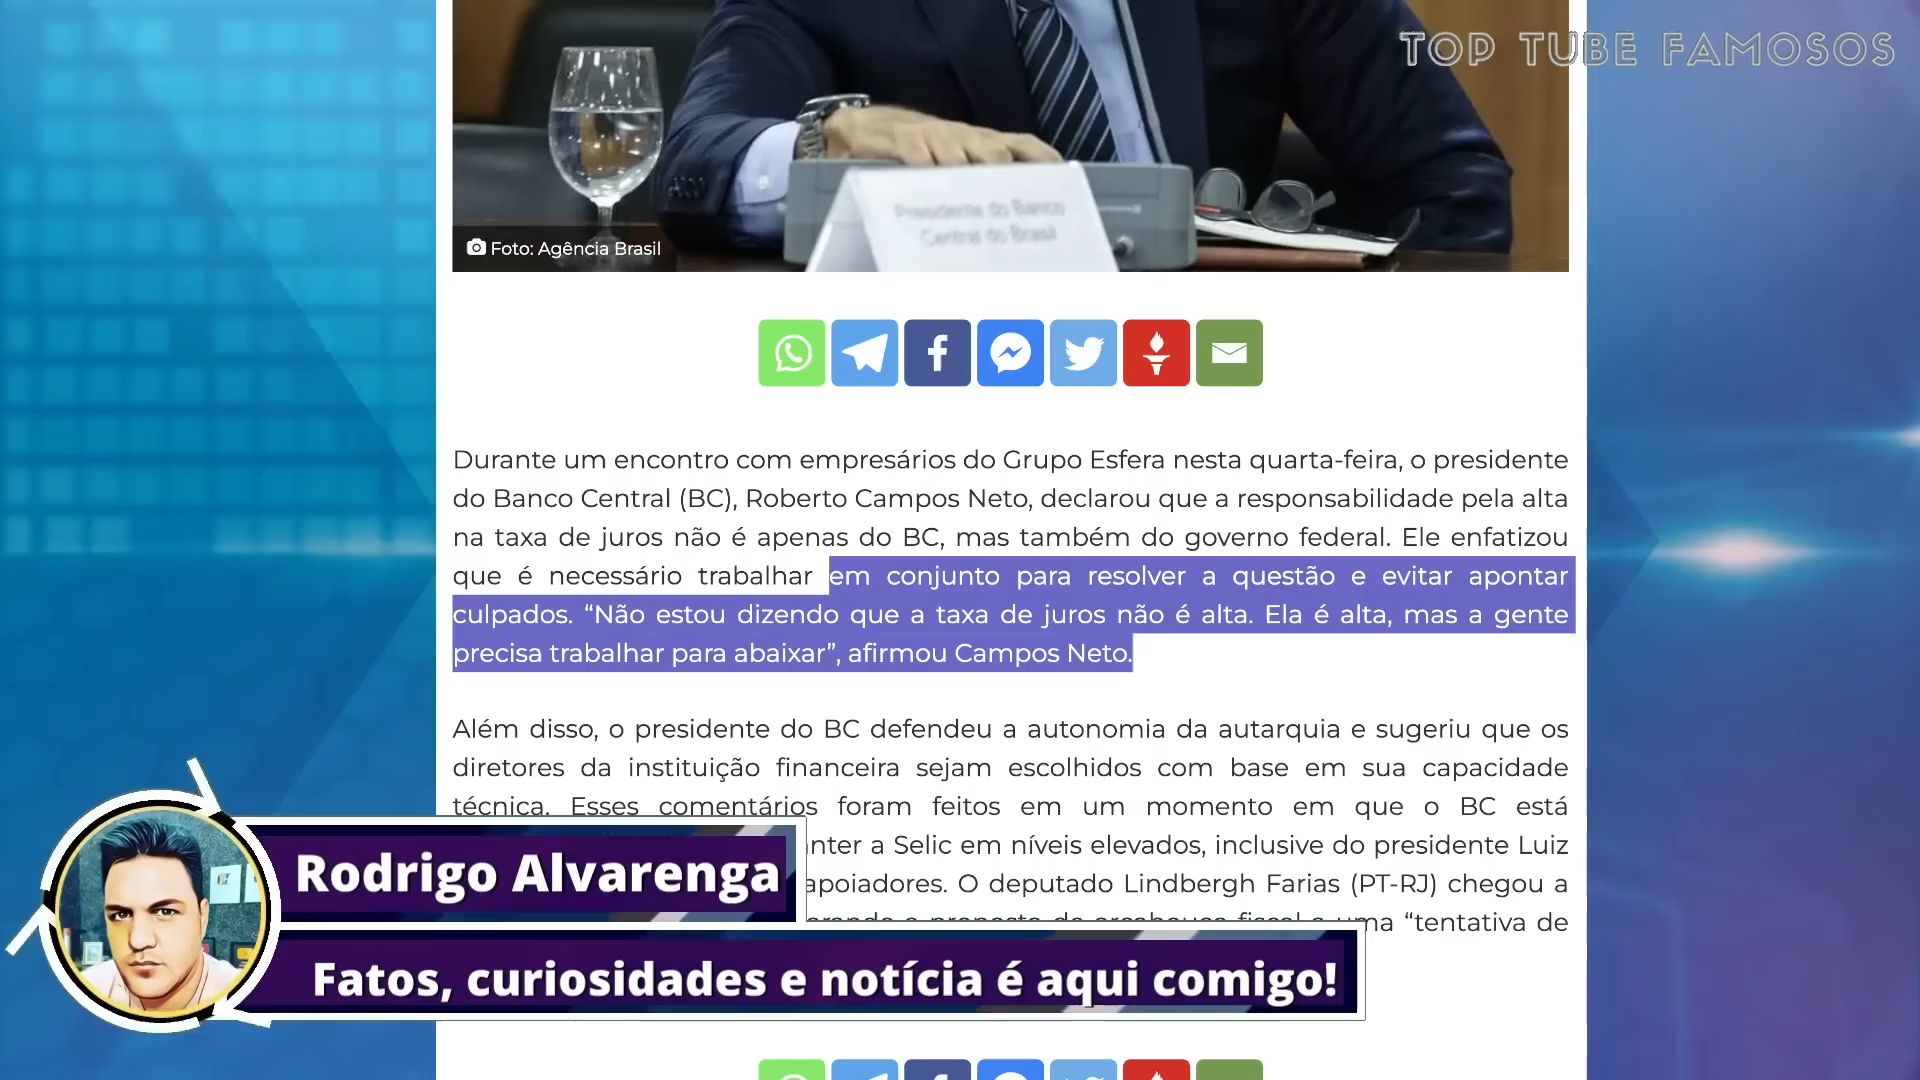 TOP TUBE FAMOSOS
Presidente do Banco
Central do Brasil
Foto: Agência Brasil
Durante um encontro com empresários do Grupo Esfera nesta quarta-feira, o presidente
do Banco Central (BC), Roberto Campos Neto, declarou que a responsabilidade pela alta
na taxa de juros não é apenas do BC, mas também do governo federal. Ele enfatizou
que é necessário trabalhar em conjunto para resolver a questão e evitar apontar
culpados. “Não estou dizendo que a taxa de juros não é alta. Ela é alta, mas a gente
precisa trabalhar para abaixar”, afirmou Campos Neto.
Além disso, o presidente do BC defendeu a autonomia da autarquia e sugeriu que os
diretores da instituição financeira sejam escolhidos com base em sua capacidade
técnica. Esses comentários foram feitos em um momento em que o BC está
a Selic em níveis elevados, inclusive do presidente Luiz
apoiadores. O deputado Lindbergh Farias (PT-RJ) chegou a
“tentativa de
Rodrigo Alvarenga
Fatos, curiosidades e notícia é aqui comigo!